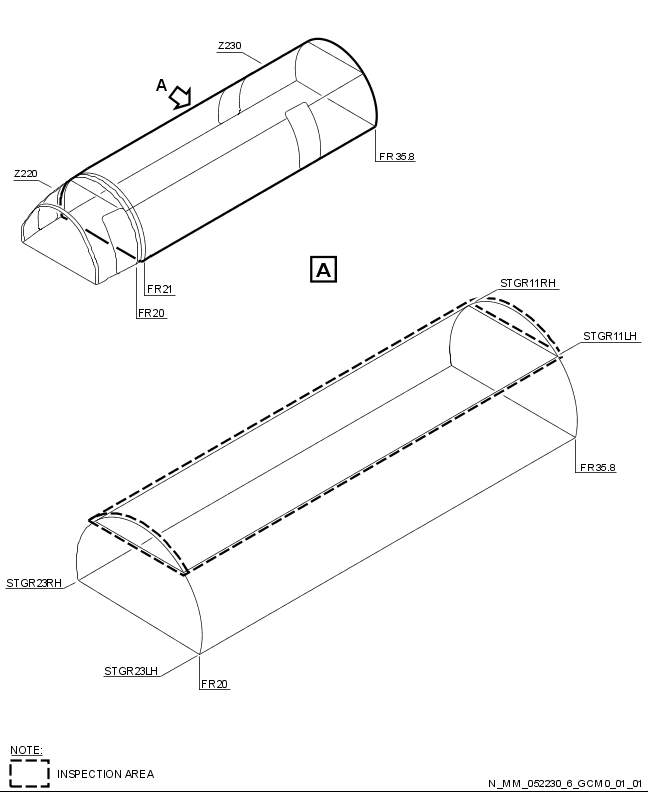 Z230
A
FR35.8
Z220
FR21
FR20
A
STGR11RH
STGR11LH
FR35.8
STGR23RH
STGR23LH
FR20
NOTE:
INSPECTION AREA
N_MM_052230_6_GCM0_01_01